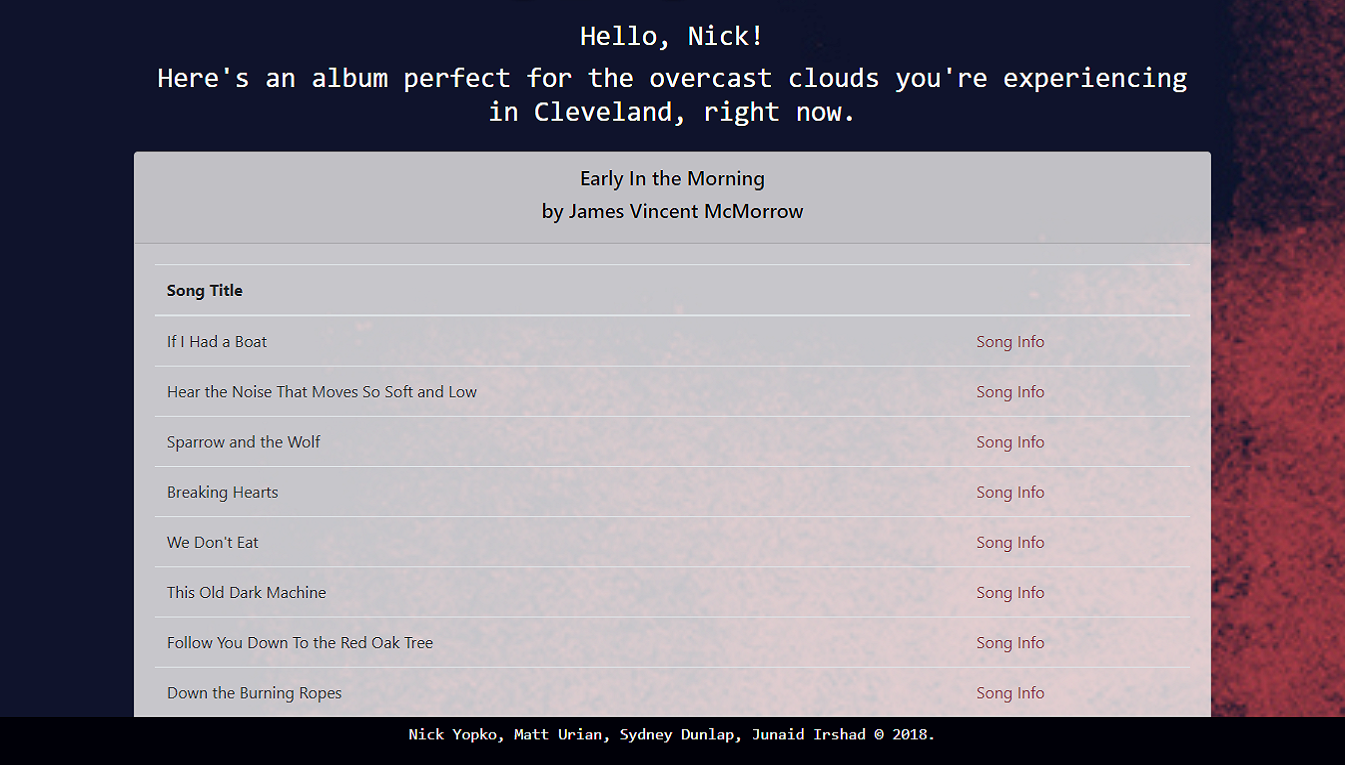 Hello, Nick!
Here's an album perfect for the overcast clouds you're experiencing
in Cleveland, right now.
Early In the Morning
by James Vincent McMorrow
Song Title
If I Had a Boat Song Info
Hear the Noise That Moves So Soft and Low Song Info
Sparrow and the Wolf Song Info
Breaking Hearts Song Info
We Don't Eat Song Info
This Old Dark Machine Song Info
Follow You Down To the Red Oak Tree Song Info
Down the Burning Ropes Song Info
Nick Yopko, Matt Urian, Sydney Dunlap, Junaid Irshad © 2018.